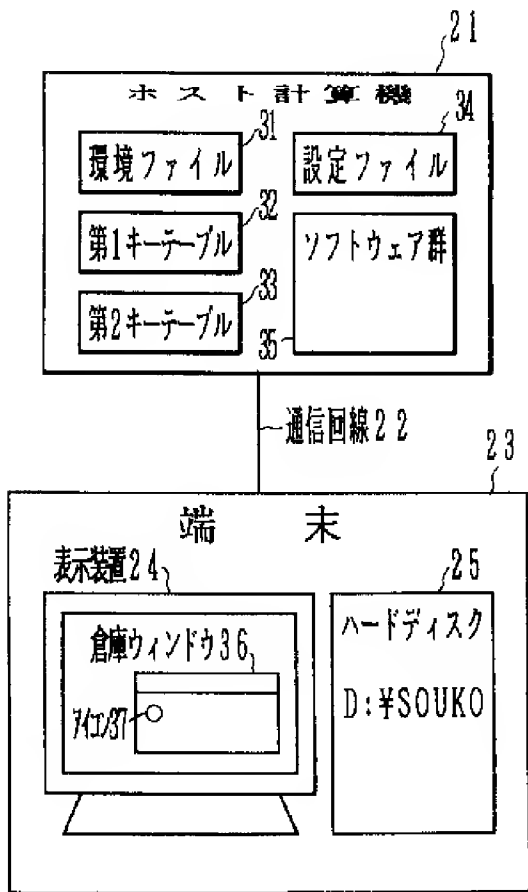 21
ホスト計算機
31
環境ファイル
34
設定ファイル
32
第1キーテーブル
ソフトウェア群
33
第2キーテーブル
35
通信回線22
23
端末
表示装置24
25
倉庫ウィンドウ36
アイコン37
ハードディスク
D:¥SOUKO